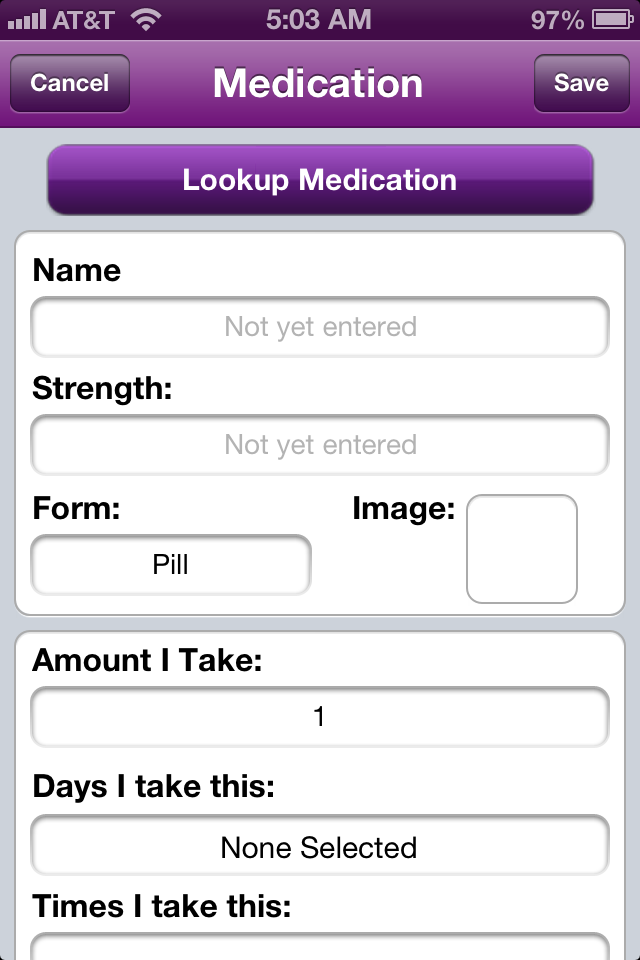 AT&T 5:03 AM 97%
Cancel Medication Save
Lookup Medication
Name
Not yet entered
Strength:
Not yet entered
Form: Image:
Pill
Amount I Take:
1
Days I take this:
None Selected
Times I take this: